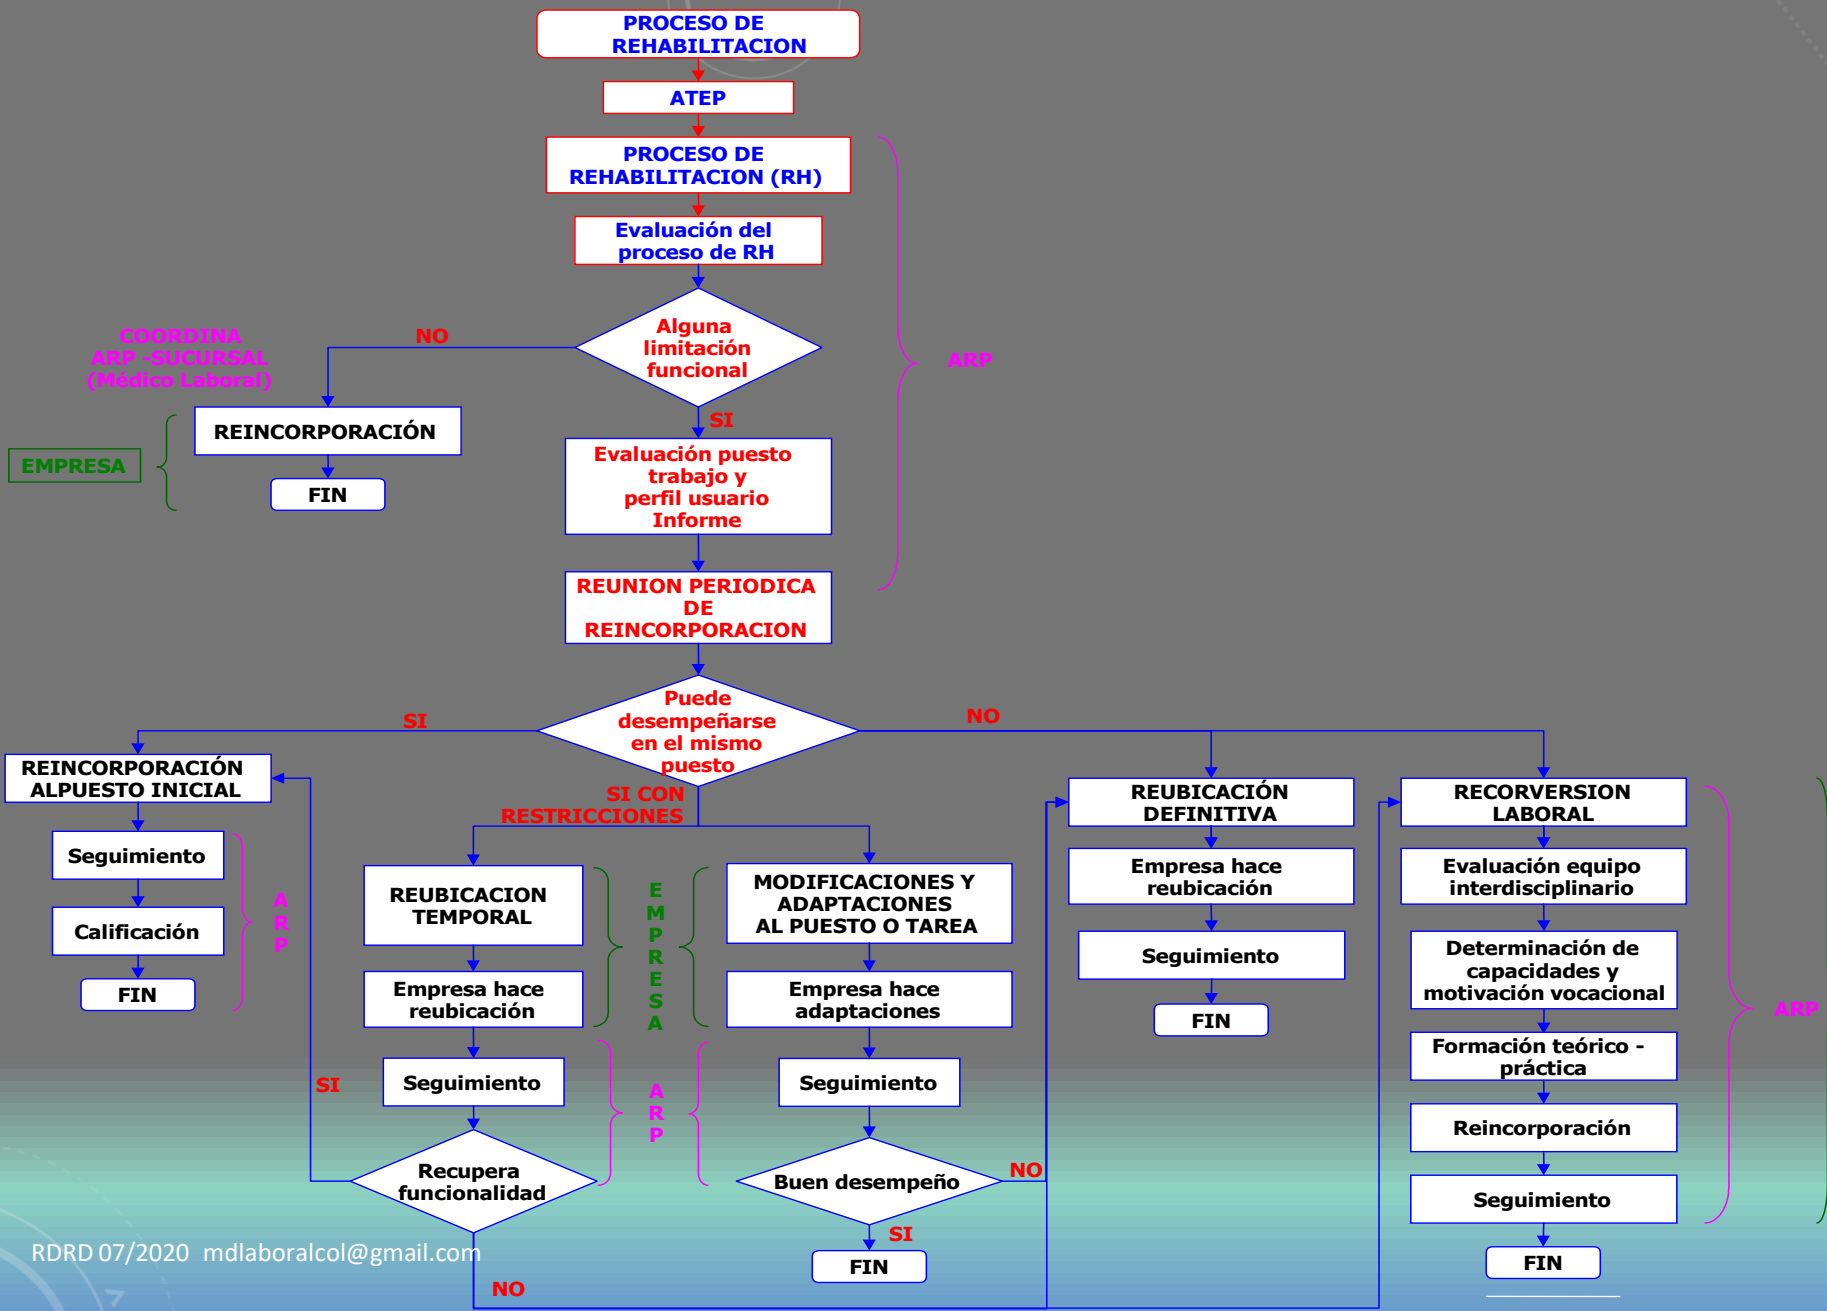 PROCESO DE
REHABILITACION
ATEP
PROCESO DE
REHABILITACION (RH)
Evaluación del
proceso de RH
Alguna
limitación
funcional
NO
SI
COORDINA
ARP -SUCURSAL
(Médico Laboral)
ARP
REINCORPORACIÓN
EMPRESA
FIN
Evaluación puesto
trabajo y
perfil usuario
Informe
REUNION PERIODICA
DE
REINCORPORACION
Puede
desempeñarse
en el mismo
puesto
SI
NO
SI CON
RESTRICCIONES
REINCORPORACIÓN
ALPUESTO INICIAL
Seguimiento
Calificación
FIN
A
R
P
REUBICACION
TEMPORAL
Empresa hace
reubicación
Seguimiento
Recupera
funcionalidad
SI
NO
E
M
P
R
E
S
A
A
R
P
MODIFICACIONES Y
ADAPTACIONES
AL PUESTO O TAREA
Empresa hace
adaptaciones
Seguimiento
Buen desempeño
NO
SI
FIN
REUBICACIÓN
DEFINITIVA
Empresa hace
reubicación
Seguimiento
FIN
RECORVERSION
LABORAL
Evaluación equipo
interdisciplinario
Determinación de
capacidades y
motivación vocacional
Formación teórico -
práctica
Reincorporación
Seguimiento
FIN
ARP
RDRD 07/2020 mdlaboralcol@gmail.com